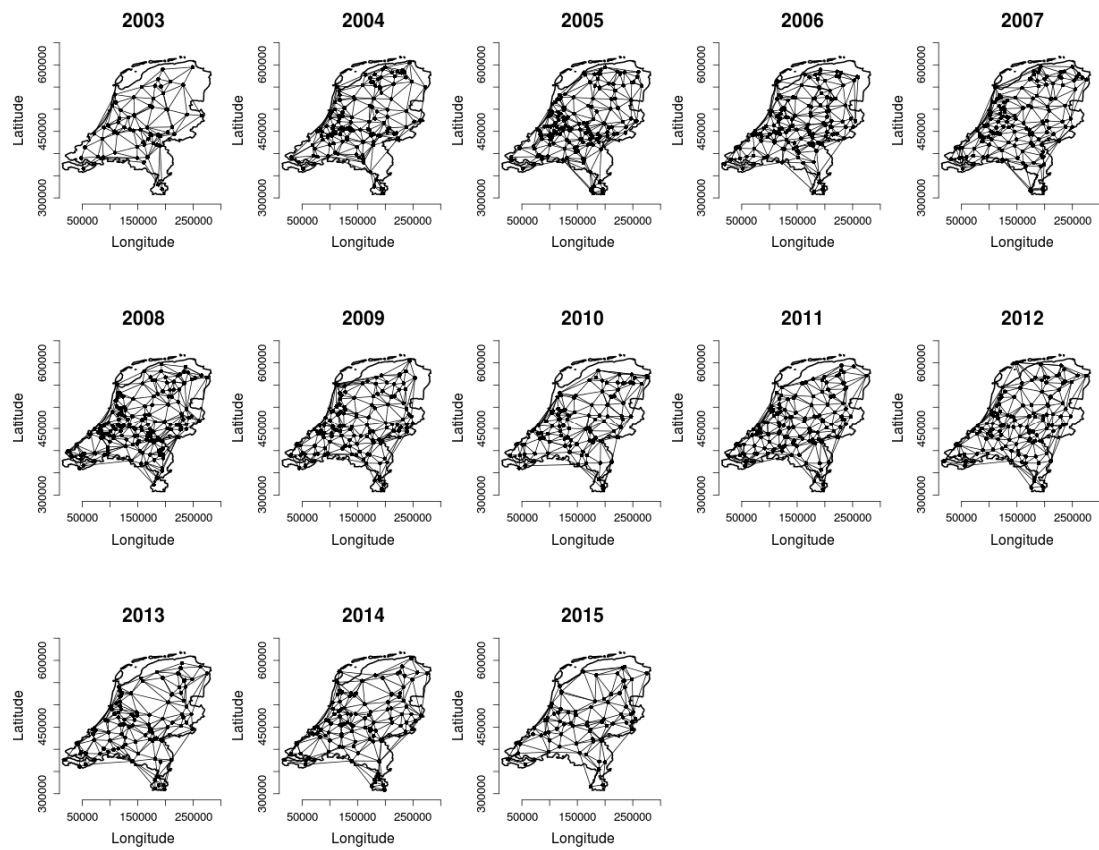 2003 2004 2005 2006 2007
Latitude 300000 450000 600000 Latitude 300000 450000 600000 Latitude 300000 450000 600000 Latitude 300000 450000 600000 Latitude 300000 450000 600000
50000 150000 250000 50000 150000 250000 50000 150000 250000 50000 150000 250000 50000 150000 250000
Longitude Longitude Longitude Longitude Longitude
2008 2009 2010 2011 2012
Latitude 300000 450000 600000 Latitude 300000 450000 600000 Latitude 300000 450000 600000 Latitude 300000 450000 600000 Latitude 300000 450000 600000
50000 150000 250000 50000 150000 250000 50000 150000 250000 50000 150000 250000 50000 150000 250000
Longitude Longitude Longitude Longitude Longitude
2013 2014 2015
Latitude 300000 450000 600000 Latitude 300000 450000 600000 Latitude 300000 450000 600000
50000 150000 250000 50000 150000 250000 50000 150000 250000
Longitude Longitude Longitude